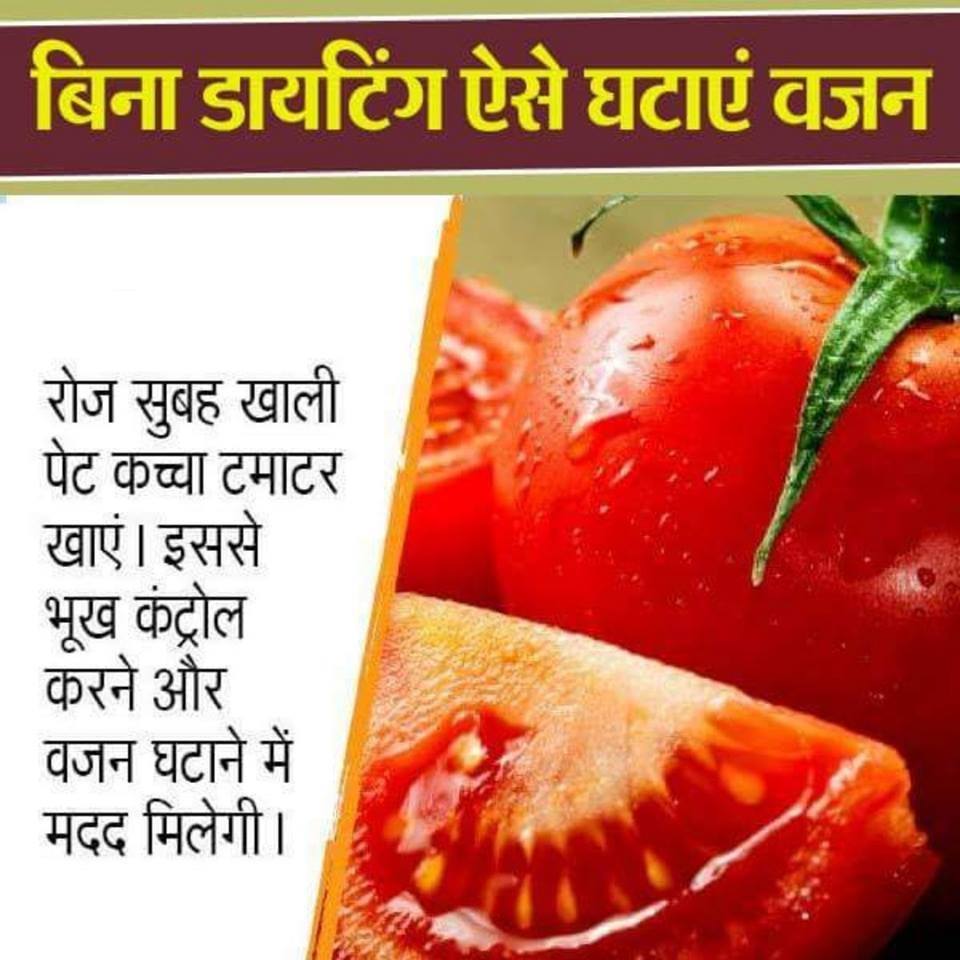 बिना डायटिंग ऐसे घटाएं वजन
रोज सुबह खाली
पेट कच्चा टमाटर
खाएं। इससे
भूख कंट्रोल
करने और
वजन घटाने में
मदद मिलेगी।